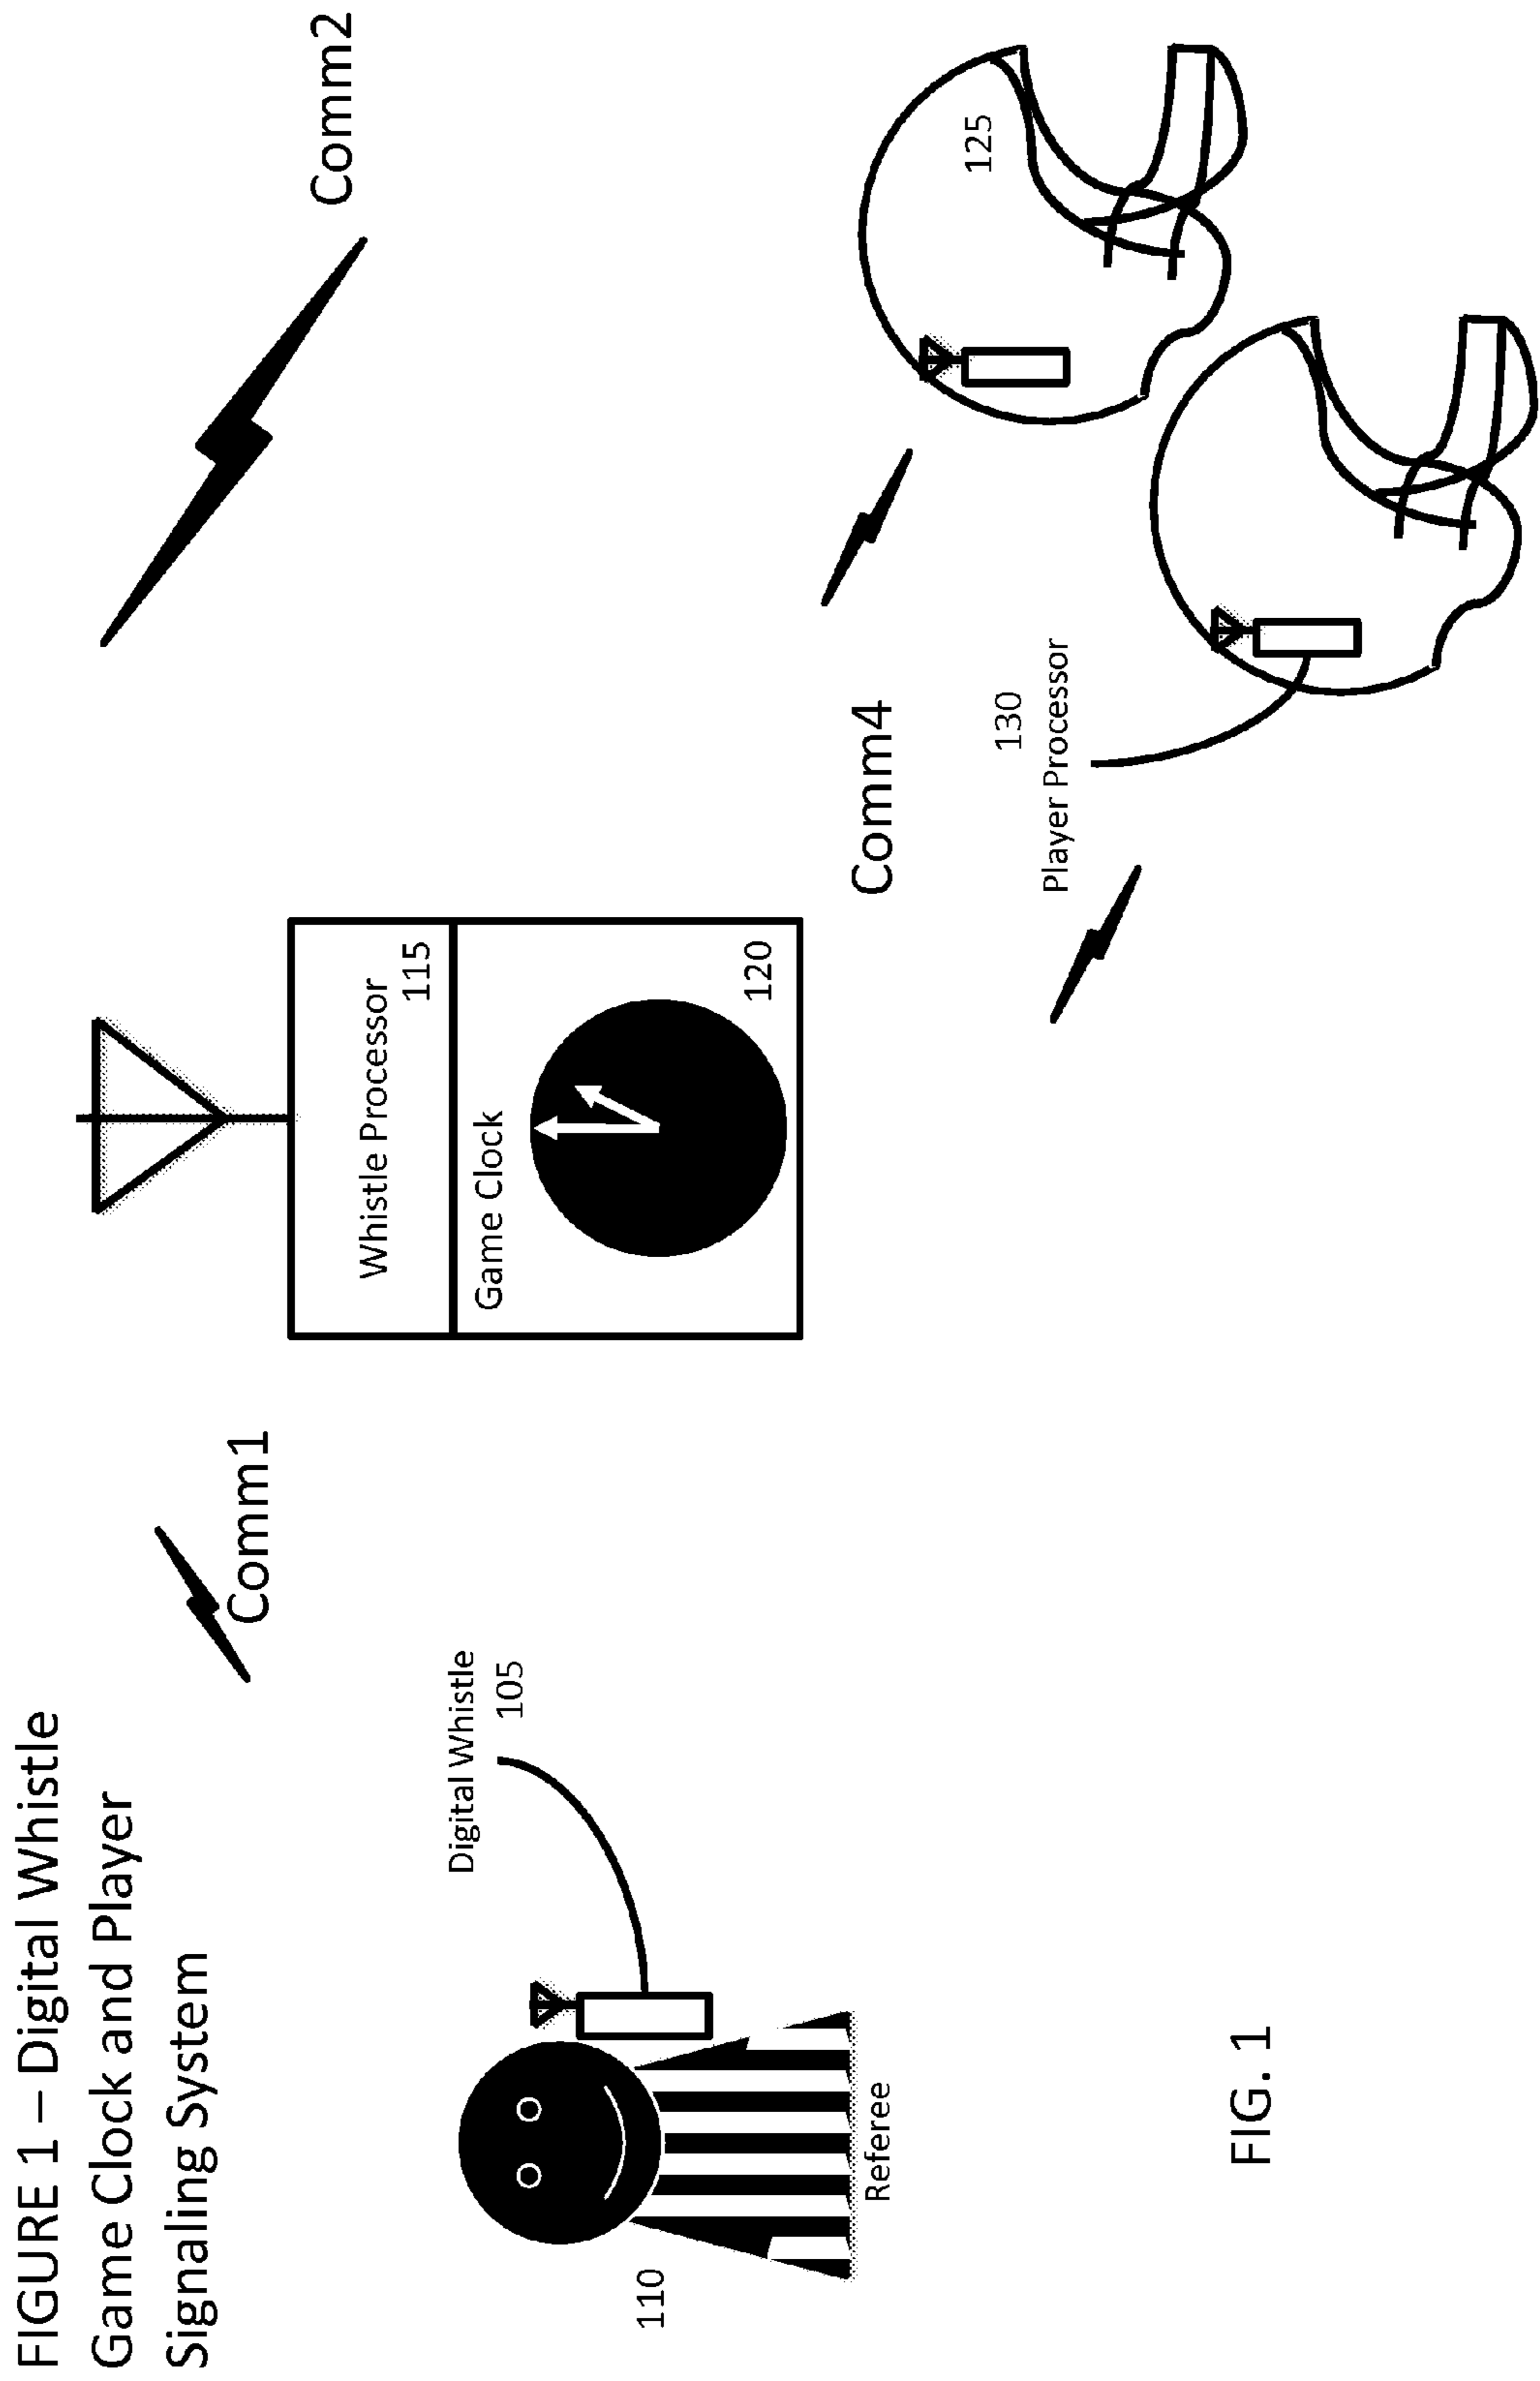 FIGURE 1 – Digital Whistle
Game Clock and Player
Signaling System
Comm1
Comm2
Digital Whistle
105
110
Referee
Whistle Processor
115
Game Clock
120
Comm4
130
Player Processor
125
FIG. 1